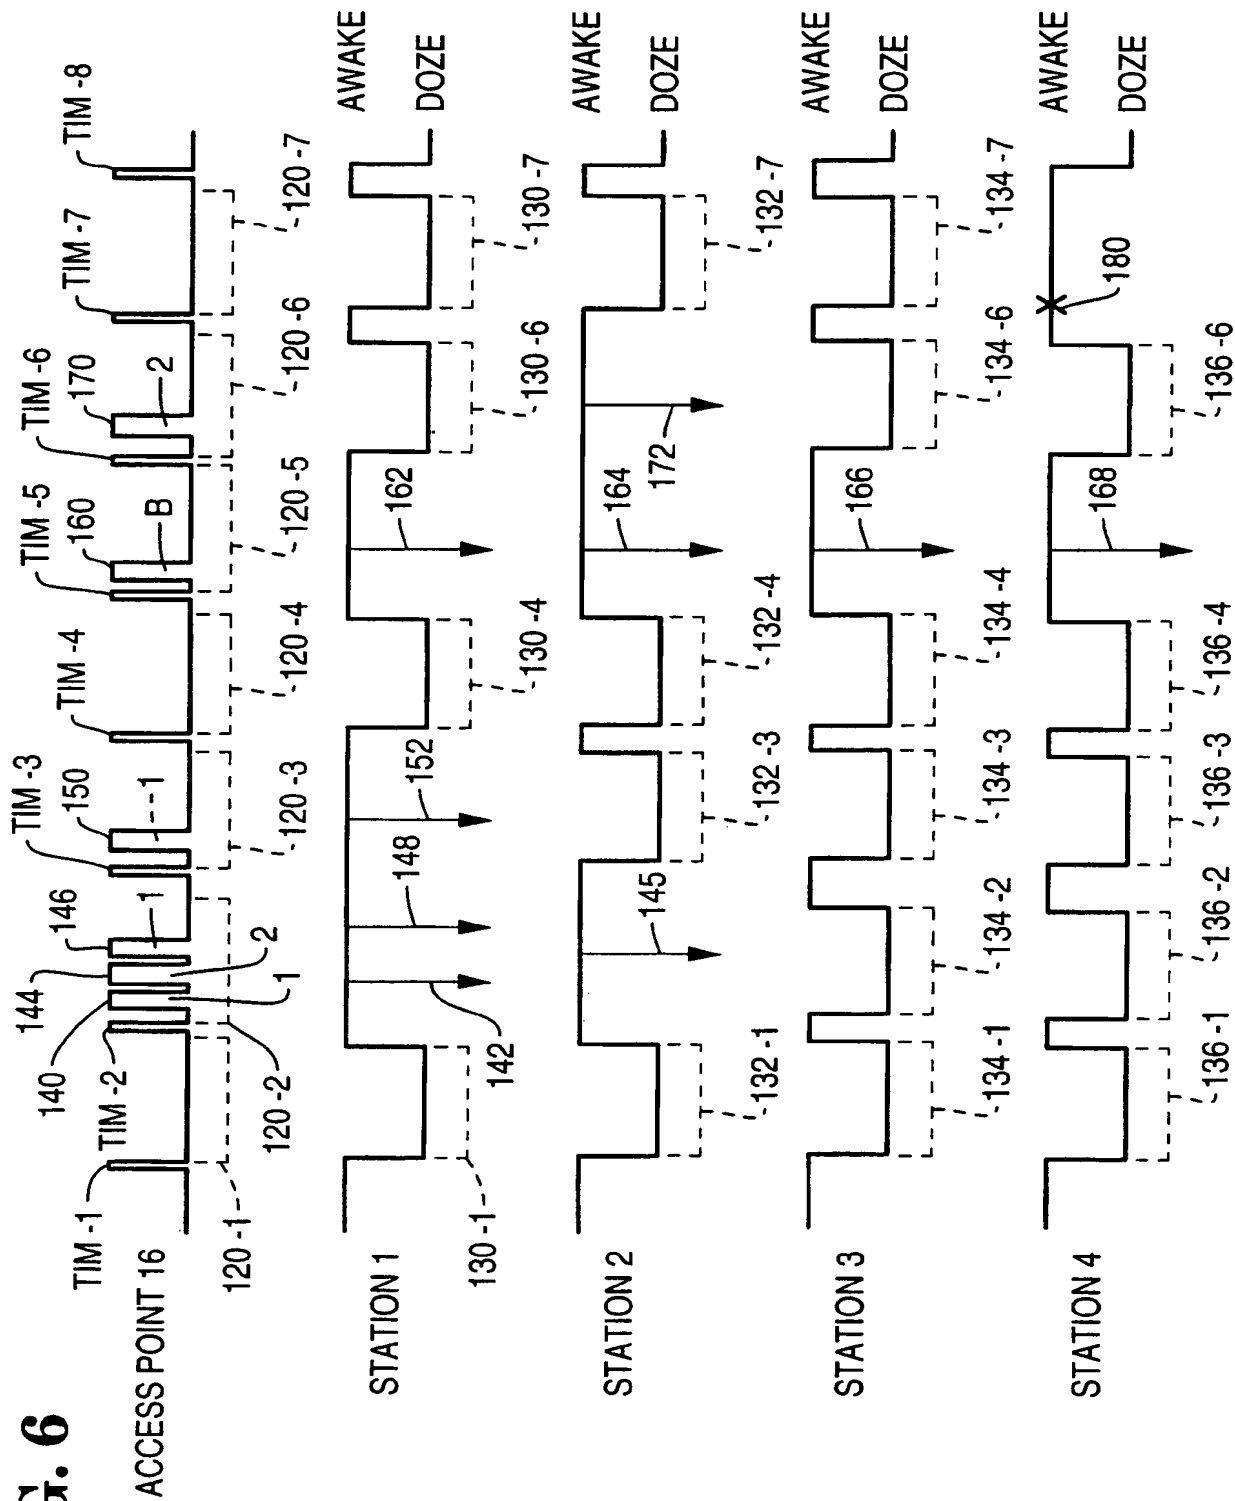 G. 6
TIM -1
TIM -2
TIM -3
TIM -4
TIM -5
TIM -6
TIM -7
TIM -8
140
144
146
150
160
170
1
2
1
1
B
2
ACCESS POINT 16
120 -1
120 -2
120 -3
120 -4
120 -5
120 -6
120 -7
STATION 1
AWAKE
DOZE
142
148
152
162
130 -1
130 -4
130 -6
130 -7
STATION 2
AWAKE
DOZE
145
164
172
132 -1
132 -3
132 -4
132 -7
STATION 3
AWAKE
DOZE
166
134 -1
134 -2
134 -3
134 -4
134 -6
134 -7
STATION 4
AWAKE
DOZE
168
180
136 -1
136 -2
136 -3
136 -4
136 -6